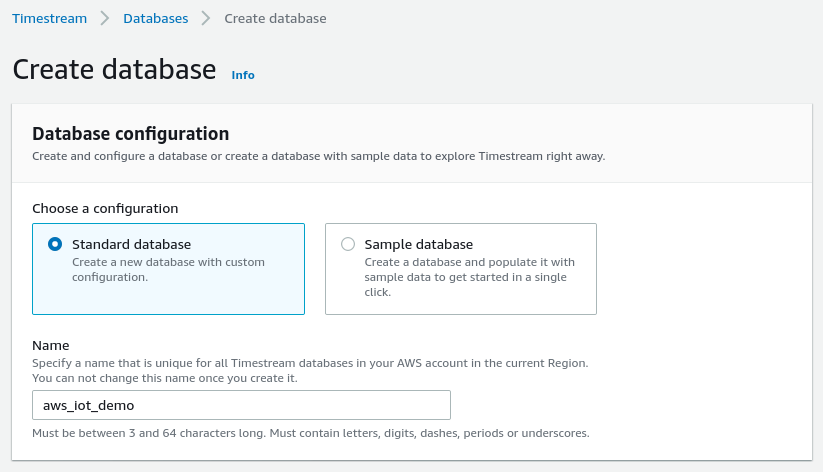 Timestream > Databases > Create database
Create database Info
Database configuration
Create and configure a database or create a database with sample data to explore Timestream right away.
Choose a configuration
Standard database
Create a new database with custom
configuration.
Sample database
Create a database and populate it with
sample data to get started in a single
click.
Name
Specify a name that is unique for all Timestream databases in your AWS account in the current Region.
You can not change this name once you create it.
aws_iot_demo
Must be between 3 and 64 characters long. Must contain letters, digits, dashes, periods or underscores.